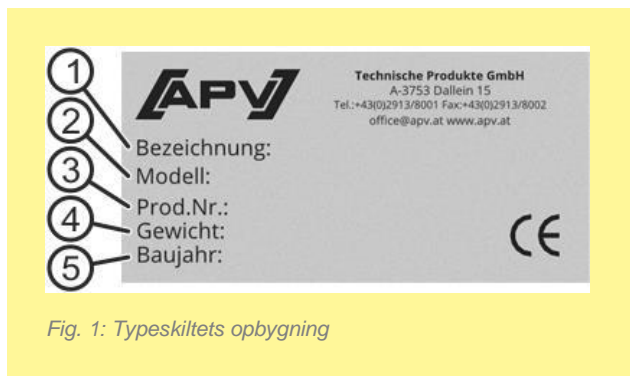 APV
Technische Produkte GmbH
A-3753 Dallein 15
Tel.:+43(0)2913/8001 Fax:+43(0)2913/8002
office@apv.at www.apv.at
1
Bezeichnung:
2
Modell:
3
Prod.Nr.:
4
Gewicht:
5
Baujahr:
CE
Fig. 1: Typeskiltets opbygning